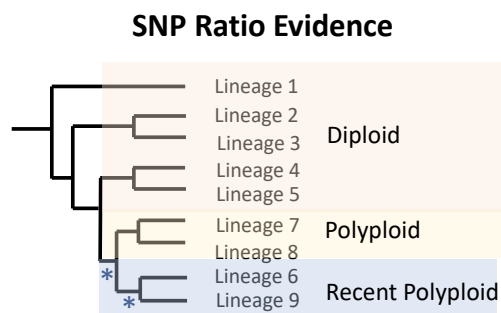 SNP Ratio Evidence
Lineage 1
Lineage 2
Lineage 3
Diploid
Lineage 4
Lineage 5
Lineage 7
Polyploid
Lineage 8
*
Lineage 6
*
Recent Polyploid
Lineage 9